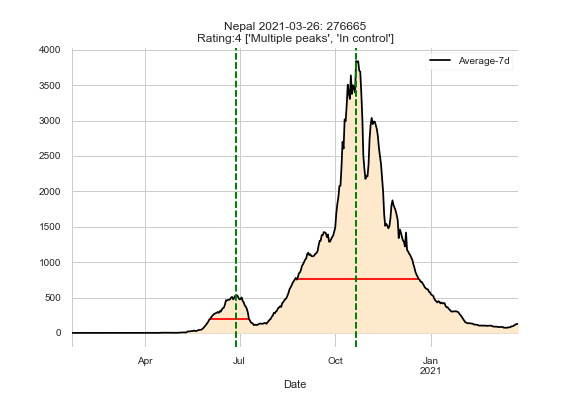 Nepal 2021-03-26: 276665
Rating:4 ['Multiple peaks', 'In control']
Average-7d
4000
3500
3000
2500
2000
1500
1000
500
0
Apr
Jul
Oct
Jan
2021
Date